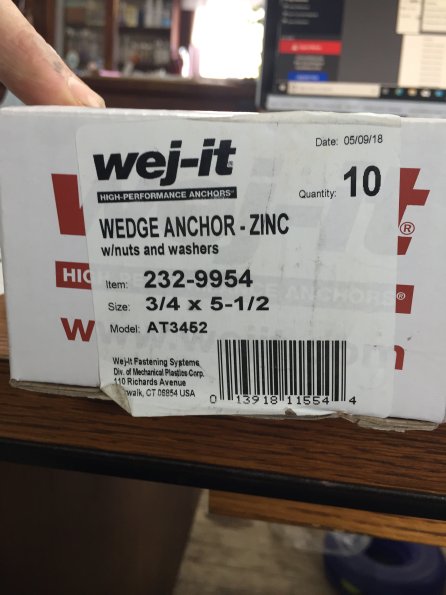 wej-it
HIGH-PERFORMANCE ANCHORS®
Date: 05/09/18
Quantity: 10
WEDGE ANCHOR - ZINC
w/nuts and washers
Item: 232-9954
Size: 3/4 x 5-1/2
Model: AT3452
Wej-It Fastening Systems
Div. of Mechanical Plastics Corp.
110 Richards Avenue
walk, CT 06854 USA
0 13918 11554 4